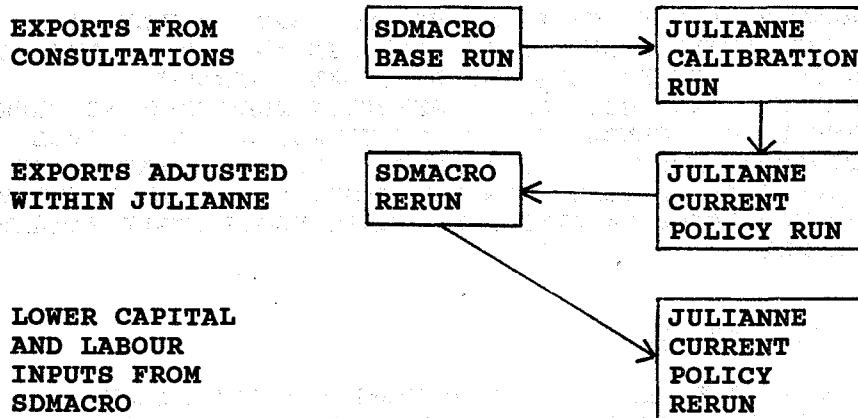 EXPORTS FROM
CONSULTATIONS
SDMACRO
BASE RUN
JULIANNE
CALIBRATION
RUN
EXPORTS ADJUSTED
WITHIN JULIANNE
SDMACRO
RERUN
JULIANNE
CURRENT
POLICY RUN
LOWER CAPITAL
AND LABOUR
INPUTS FROM
SDMACRO
JULIANNE
CURRENT
POLICY
RERUN